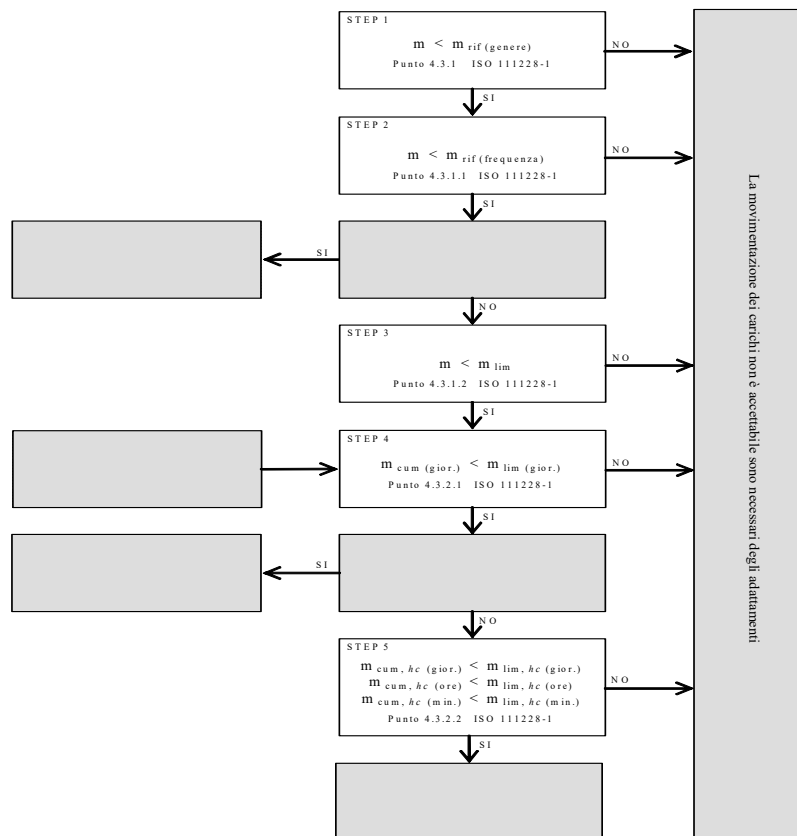 STEP 1
m < m rif (genere)
Punto 4.3.1 ISO 111228-1
NO
SI
STEP 2
m < m rif (frequenza)
Punto 4.3.1.1 ISO 111228-1
NO
SI
SI
NO
STEP 3
m < m lim
Punto 4.3.1.2 ISO 111228-1
NO
SI
STEP 4
m cum (gior.) < m lim (gior.)
Punto 4.3.2.1 ISO 111228-1
NO
SI
SI
NO
STEP 5
m cum, hc (gior.) < m lim, hc (gior.)
m cum, hc (ore) < m lim, hc (ore)
m cum, hc (min.) < m lim, hc (min.)
Punto 4.3.2.2 ISO 111228-1
NO
SI
La movimentazione dei carichi non è accettabile sono necessari degli adattamenti